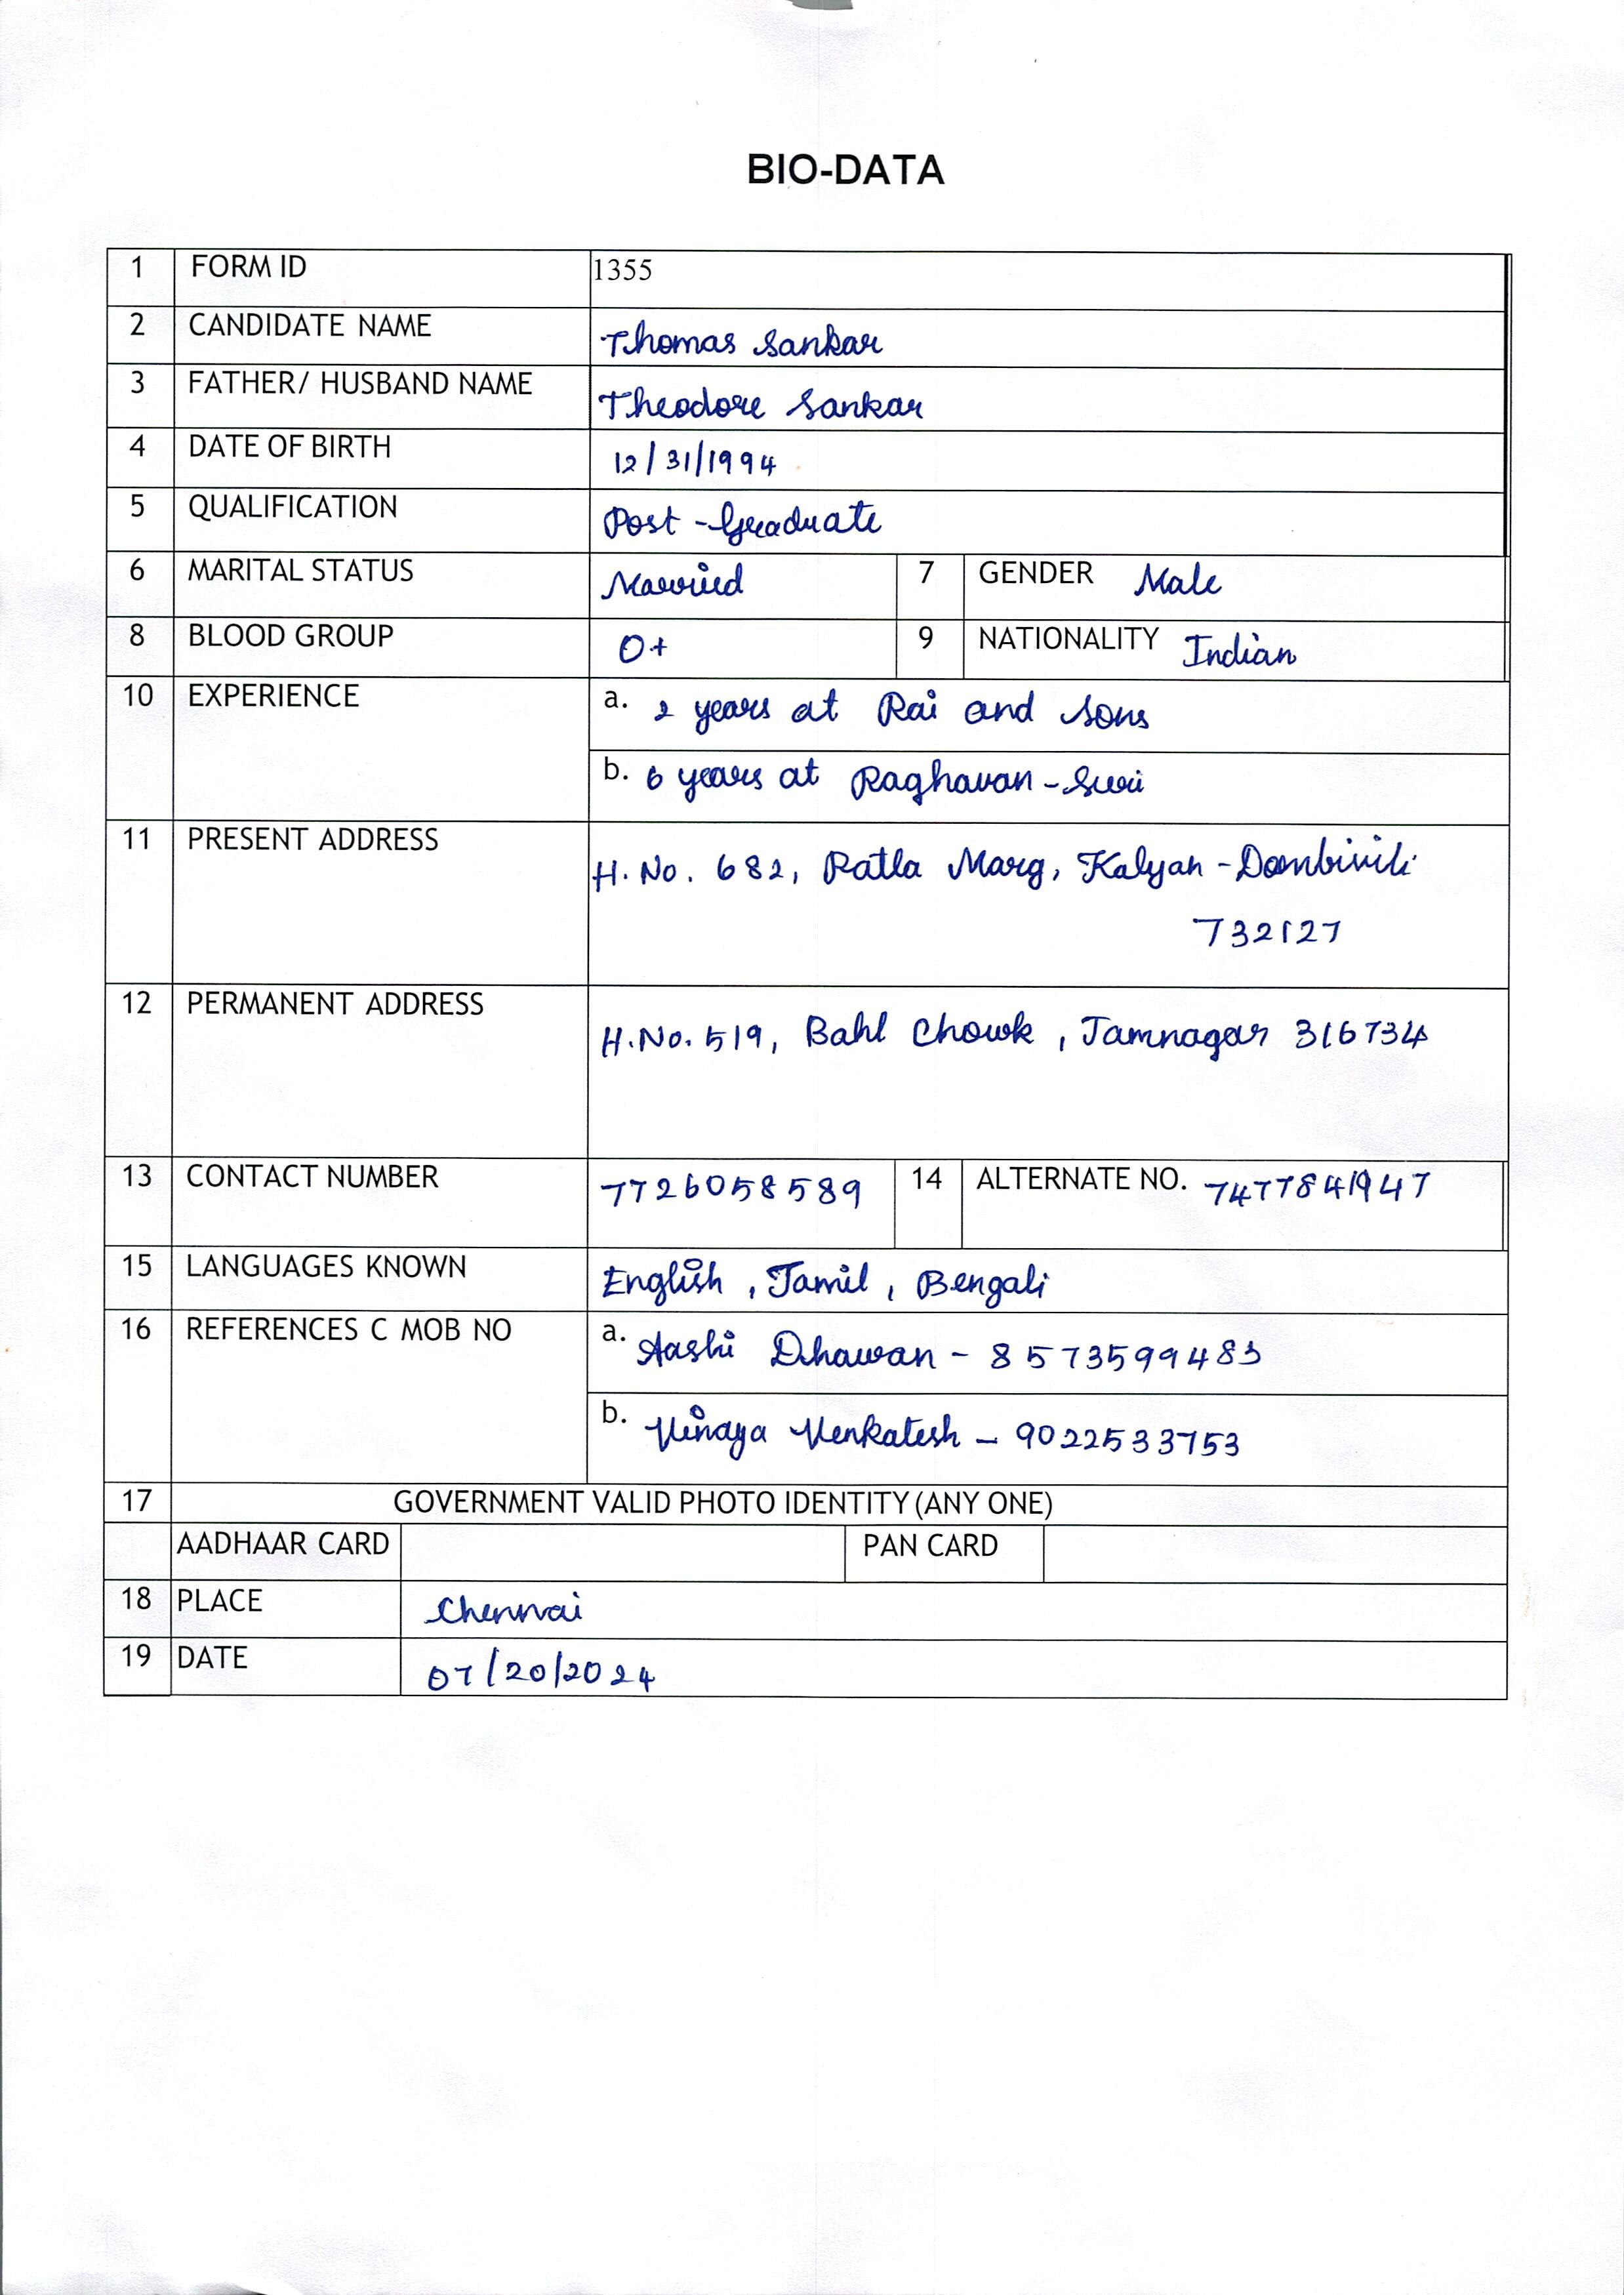 BIO-DATA
1 FORM ID 1355
2 CANDIDATE NAME Thomas Sankar
3 FATHER/ HUSBAND NAME Theodore Sankar
4 DATE OF BIRTH 12/31/1994
5 QUALIFICATION Post-Graduate
6 MARITAL STATUS Married 7 GENDER Male
8 BLOOD GROUP O+ 9 NATIONALITY Indian
10 EXPERIENCE a. 2 years at Rai and Sons
b. 6 years at Raghavan-Suri
11 PRESENT ADDRESS H.No. 682, Ratla Marg, Kalyan-Dombivili
732127
12 PERMANENT ADDRESS H.No. 519, Bahl Chowk, Jamnagar 316734
13 CONTACT NUMBER 7726058589 14 ALTERNATE NO. 7477841947
15 LANGUAGES KNOWN English, Tamil, Bengali
16 REFERENCES C MOB NO a. Aashi Dhawan - 8573599483
b. Vinaya Venkatesh - 9022533753
17 GOVERNMENT VALID PHOTO IDENTITY (ANY ONE)
AADHAAR CARD PAN CARD
18 PLACE Chennai
19 DATE 07/20/2024